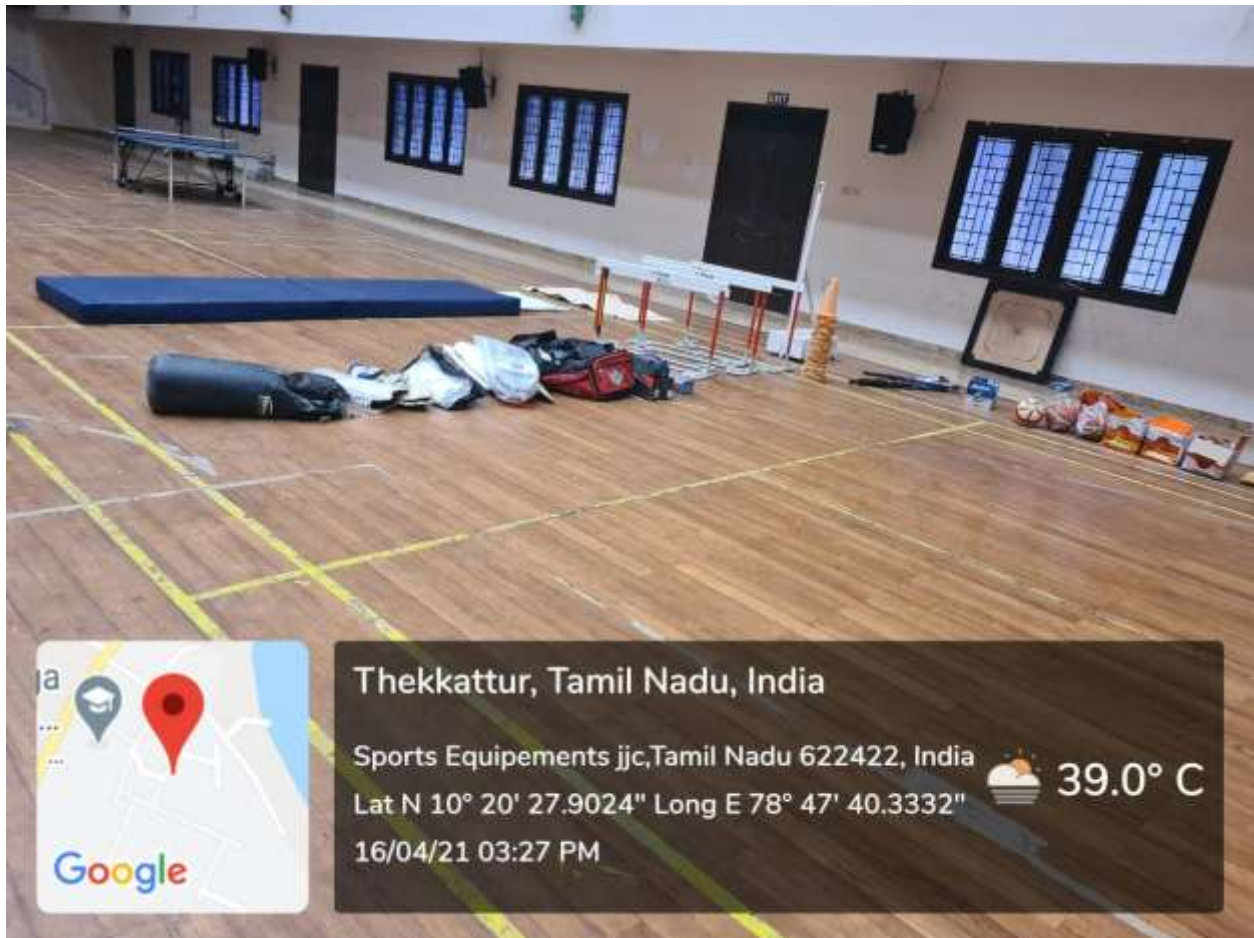 EXIT
ga
...
...
Google
Thekkattur, Tamil Nadu, India
Sports Equipements jjc,Tamil Nadu 622422, India
Lat N 10° 20' 27.9024" Long E 78° 47' 40.3332"
16/04/21 03:27 PM
39.0° C